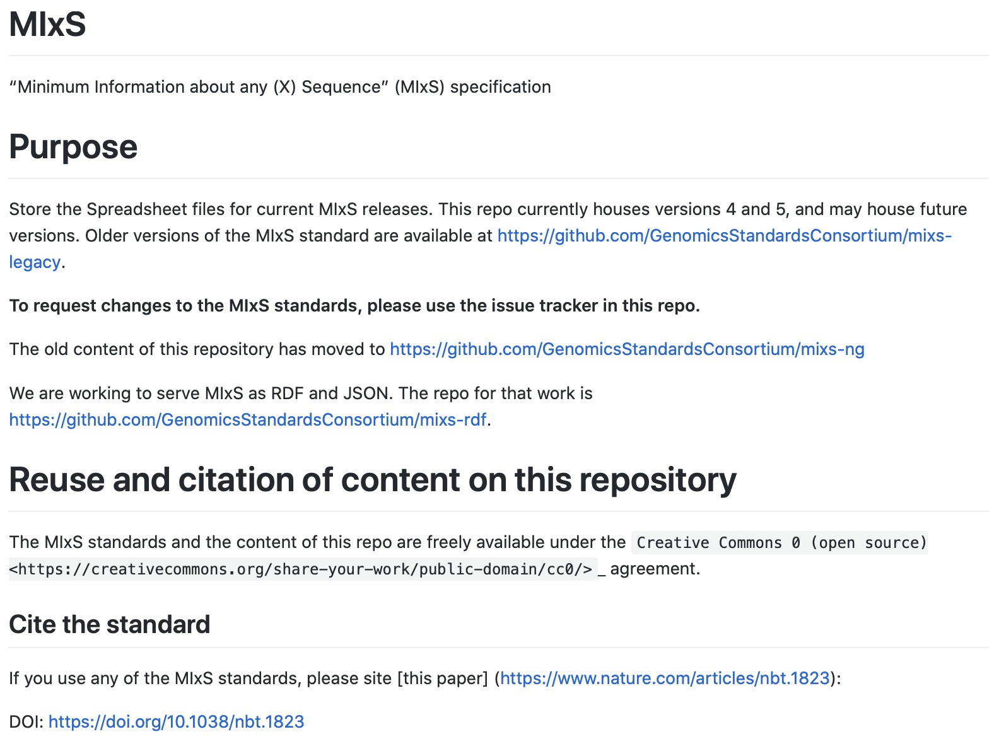 MIxS
“Minimum Information about any (X) Sequence” (MIxS) specification
Purpose
Store the Spreadsheet files for current MIxS releases. This repo currently houses versions 4 and 5, and may house future
versions. Older versions of the MIxS standard are available at https://github.com/GenomicsStandardsConsortium/mixs-
legacy.
To request changes to the MIxS standards, please use the issue tracker in this repo.
The old content of this repository has moved to https://github.com/GenomicsStandardsConsortium/mixs-ng
We are working to serve MIxS as RDF and JSON. The repo for that work is
https://github.com/GenomicsStandardsConsortium/mixs-rdf.
Reuse and citation of content on this repository
The MIxS standards and the content of this repo are freely available under the Creative Commons 0 (open source)
<https://creativecommons.org/share-your-work/public-domain/cc0/>_ agreement.
Cite the standard
If you use any of the MIxS standards, please site [this paper] (https://www.nature.com/articles/nbt.1823):
DOI: https://doi.org/10.1038/nbt.1823